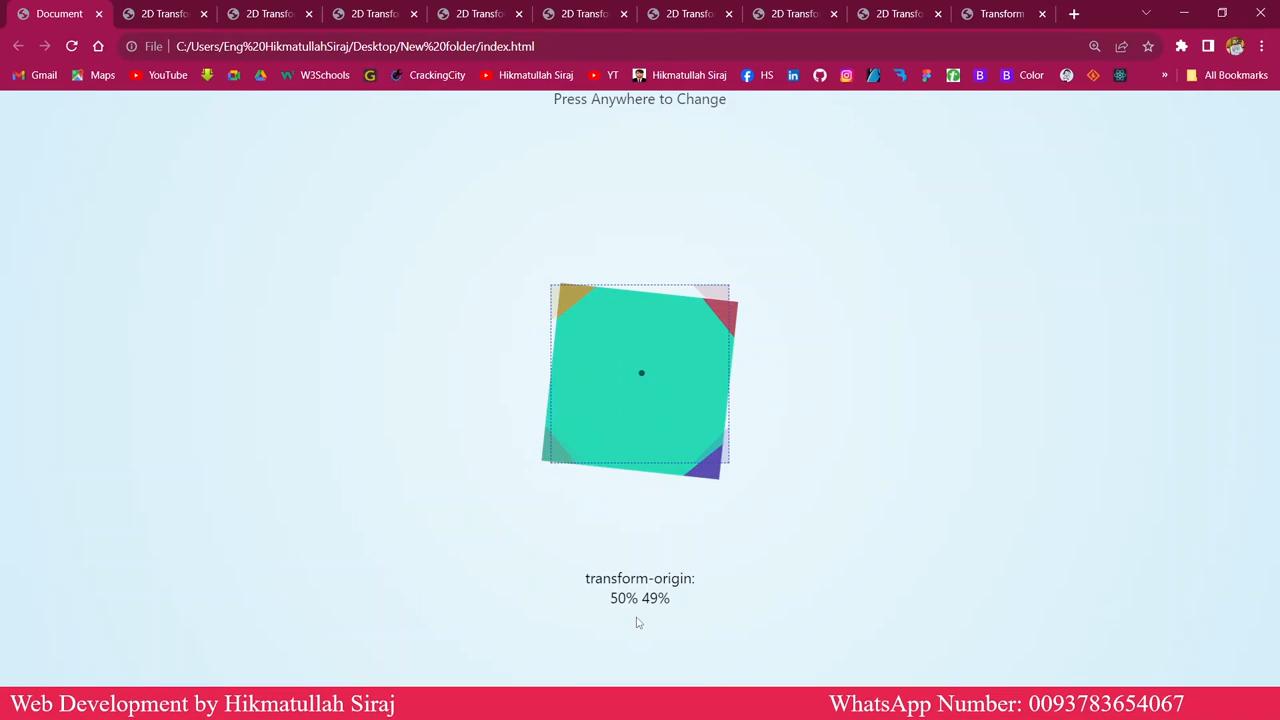 Document
2D Transfo
2D Transfo
2D Transfo
2D Transfo
2D Transfo
2D Transfo
2D Transfo
2D Transfo
Transform
File
C:/Users/Eng%20HikmatullahSiraj/Desktop/New%20folder/index.html
Gmail
Maps
YouTube
W3Schools
G
CrackingCity
Hikmatullah Siraj
YT
Hikmatullah Siraj
HS
B
B
Color
»
All Bookmarks
Press Anywhere to Change
transform-origin:
50% 49%
Web Development by Hikmatullah Siraj
WhatsApp Number: 0093783654067